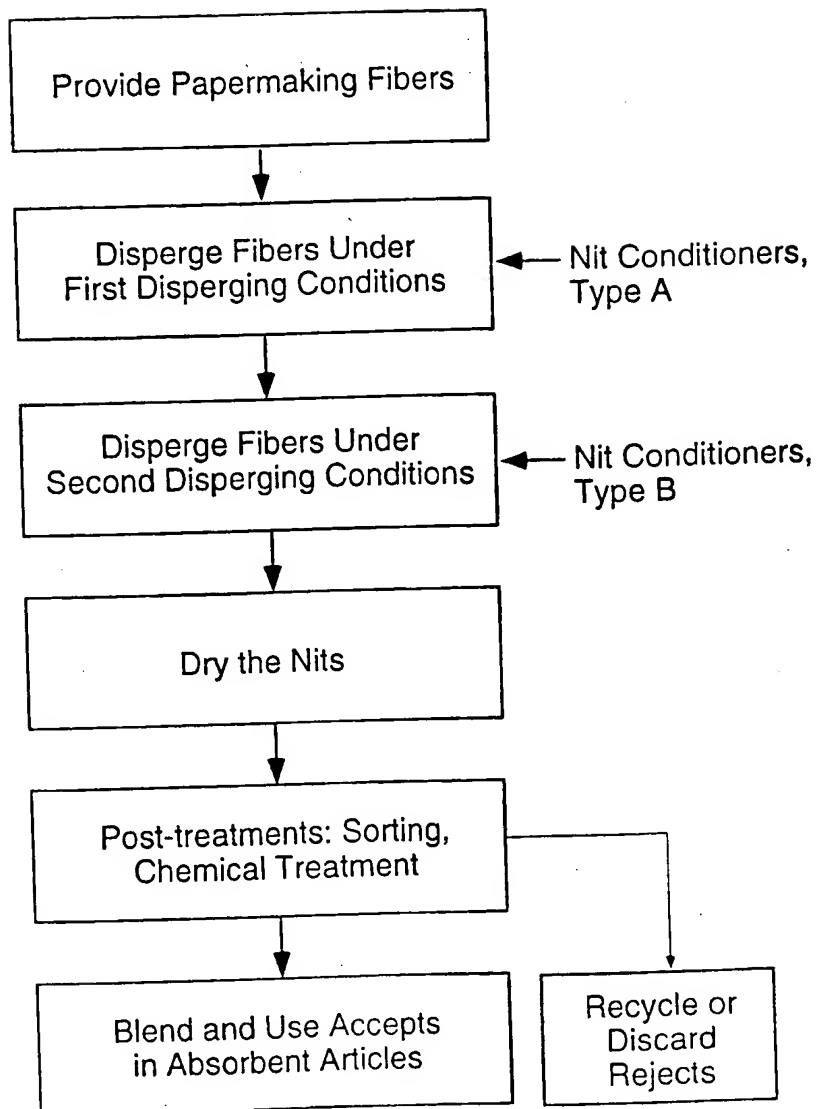 Provide Papermaking Fibers
Disperge Fibers Under
First Disperging Conditions
Nit Conditioners,
Type A
Disperge Fibers Under
Second Disperging Conditions
Nit Conditioners,
Type B
Dry the Nits
Post-treatments: Sorting,
Chemical Treatment
Blend and Use Accepts
in Absorbent Articles
Recycle or
Discard
Rejects